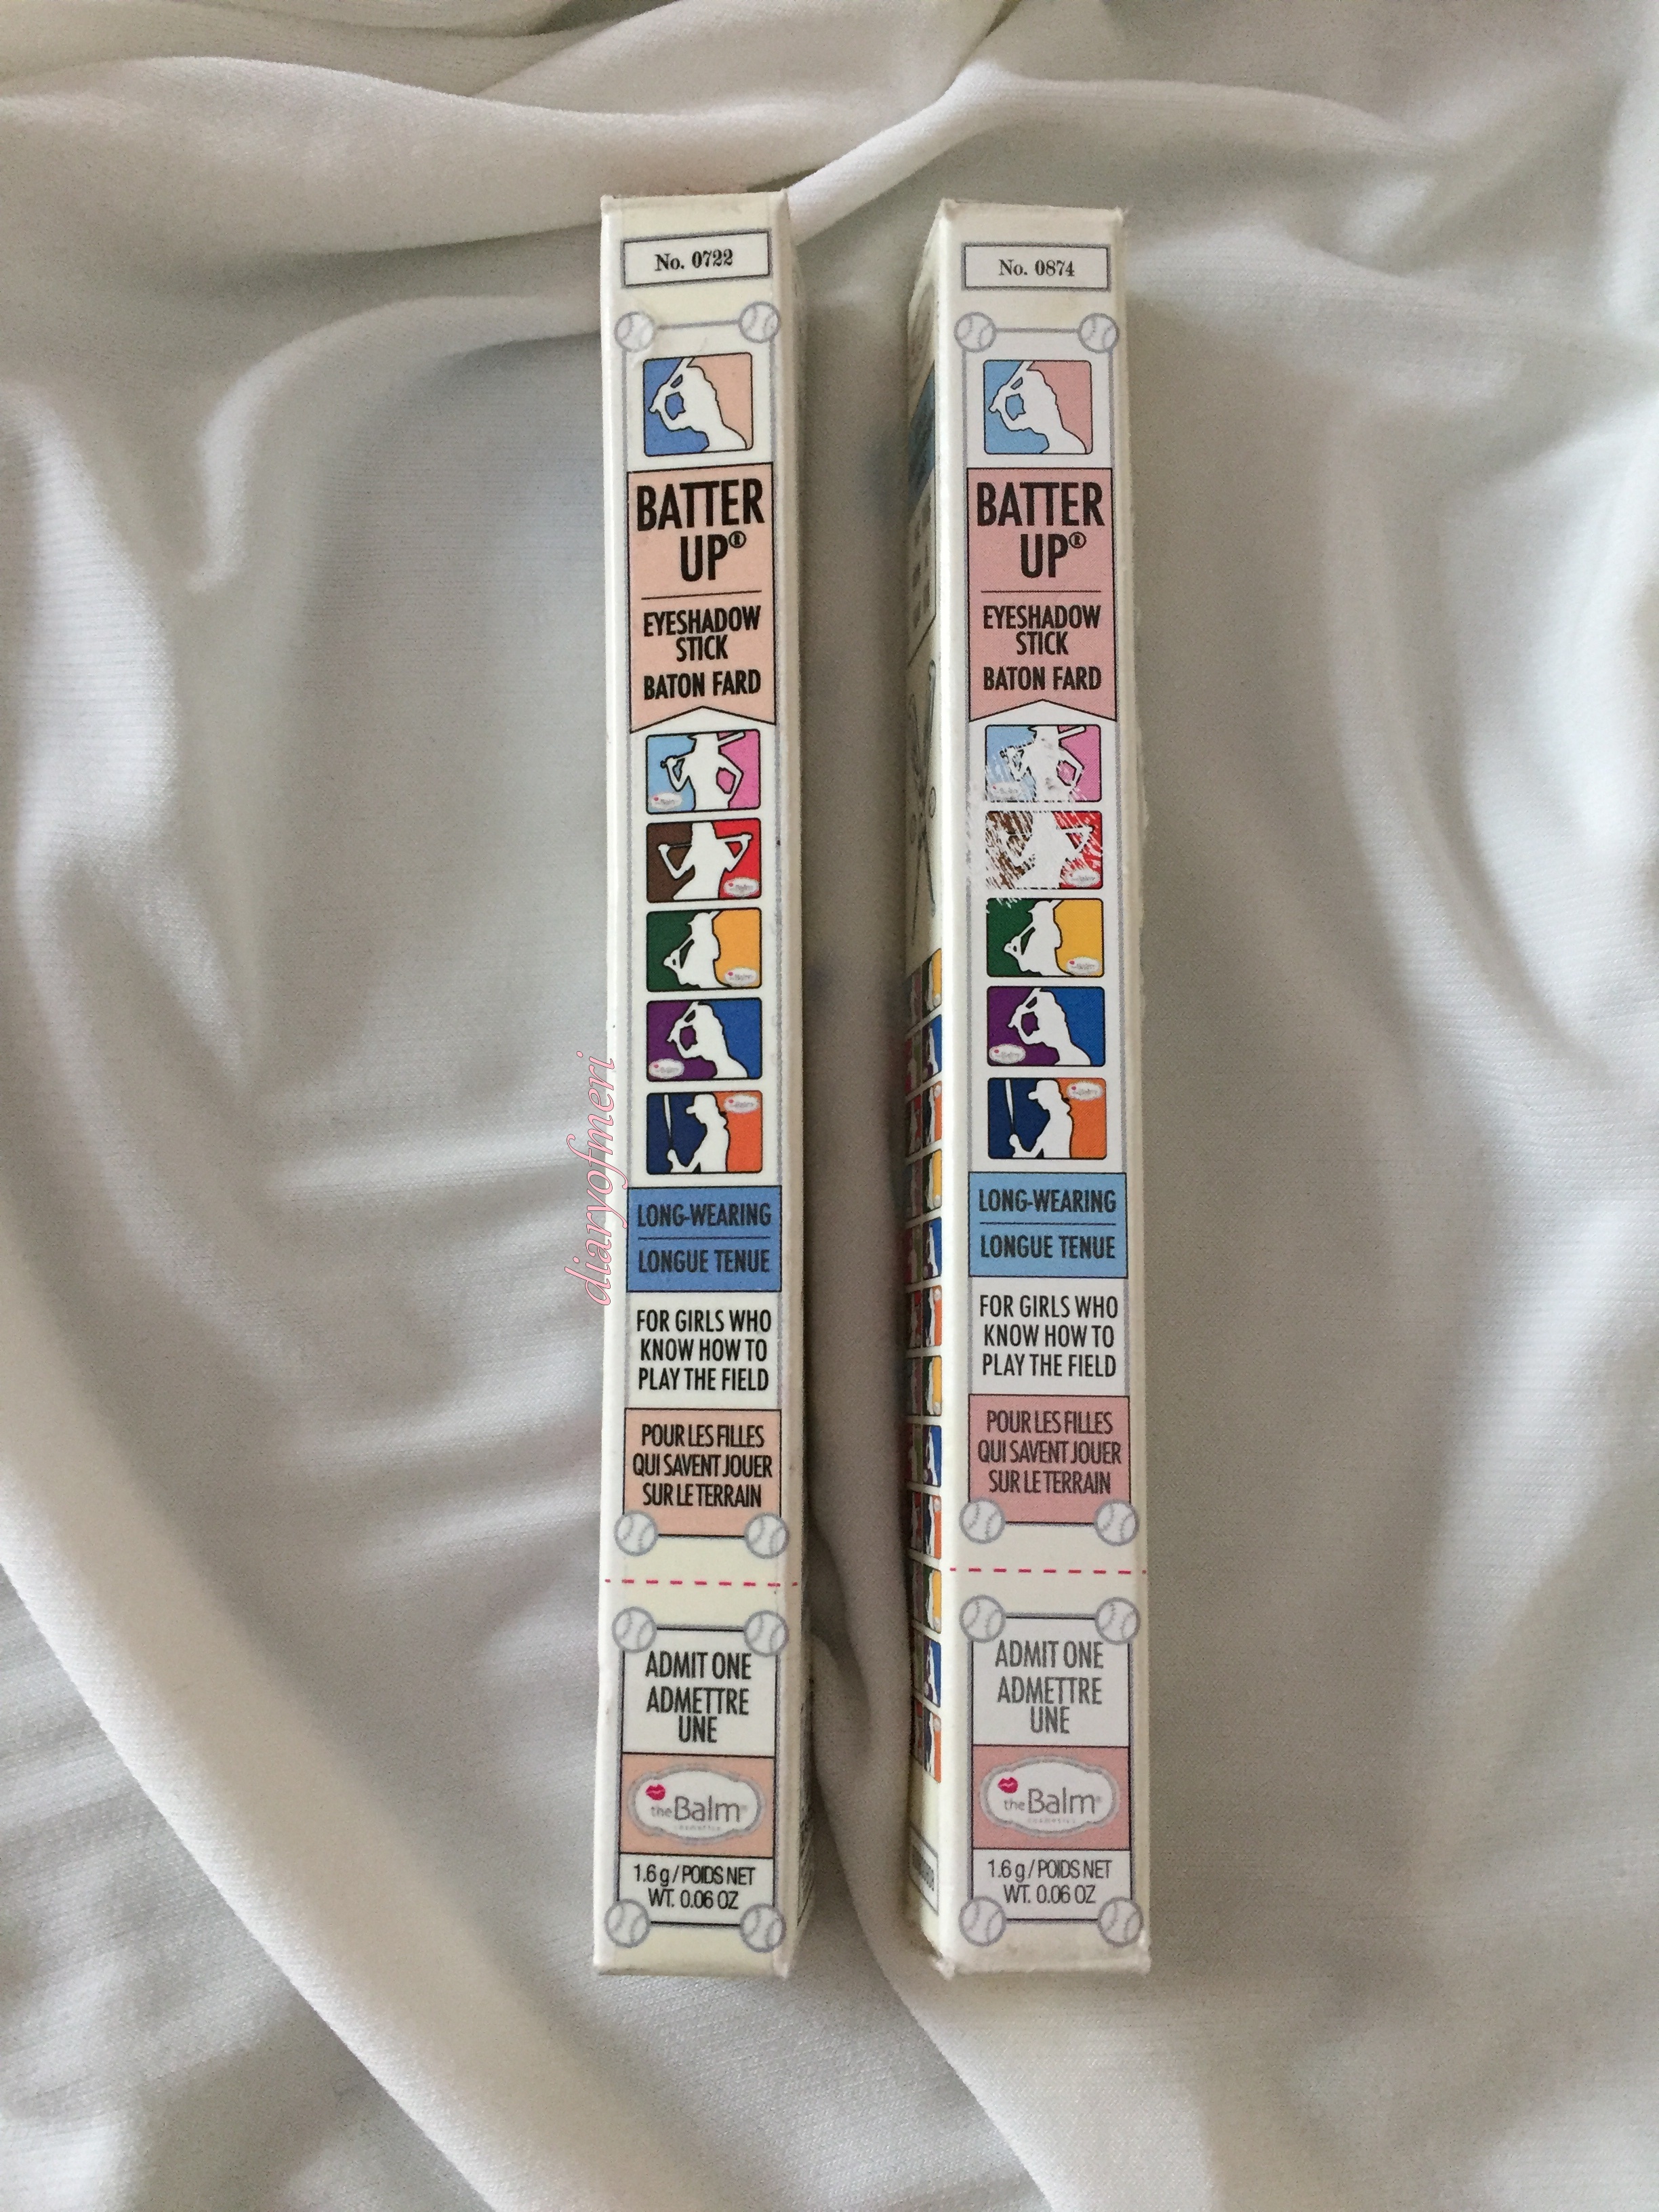 No. 0722
BATTER
UP®
EYESHADOW
STICK
BATON FARD
LONG-WEARING
LONGUE TENUE
FOR GIRLS WHO
KNOW HOW TO
PLAY THE FIELD
POUR LES FILLES
QUI SAVENT JOUER
SUR LE TERRAIN
ADMIT ONE
ADMETTRE
UNE
theBalm®
cosmetics
1.6 g / POIDS NET
WT. 0.06 OZ
No. 0874
BATTER
UP®
EYESHADOW
STICK
BATON FARD
LONG-WEARING
LONGUE TENUE
FOR GIRLS WHO
KNOW HOW TO
PLAY THE FIELD
POUR LES FILLES
QUI SAVENT JOUER
SUR LE TERRAIN
ADMIT ONE
ADMETTRE
UNE
theBalm®
cosmetics
1.6 g / POIDS NET
WT. 0.06 OZ
diaryofmeri